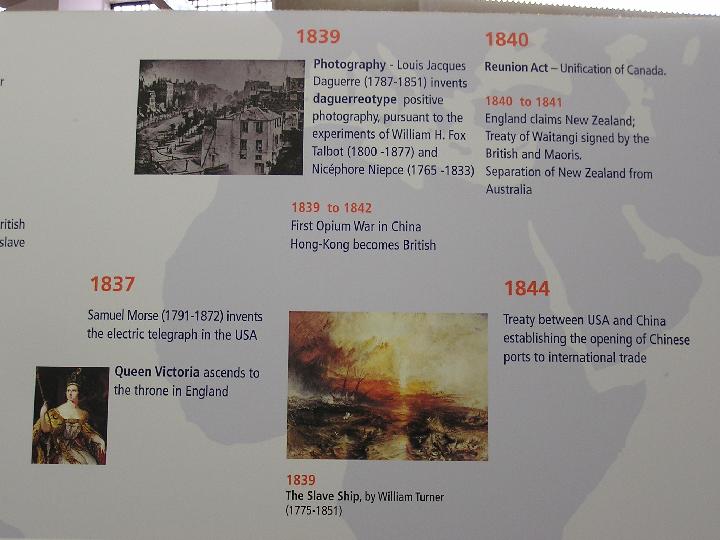 r
ritish
slave
1837
Samuel Morse (1791-1872) invents
the electric telegraph in the USA
Queen Victoria ascends to
the throne in England
1839
Photography - Louis Jacques
Daguerre (1787-1851) invents
daguerreotype positive
photography, pursuant to the
experiments of William H. Fox
Talbot (1800 -1877) and
Nicéphore Niepce (1765 -1833)
1839 to 1842
First Opium War in China
Hong-Kong becomes British
1839
The Slave Ship, by William Turner
(1775-1851)
1840
Reunion Act – Unification of Canada.
1840 to 1841
England claims New Zealand;
Treaty of Waitangi signed by the
British and Maoris.
Separation of New Zealand from
Australia
1844
Treaty between USA and China
establishing the opening of Chinese
ports to international trade